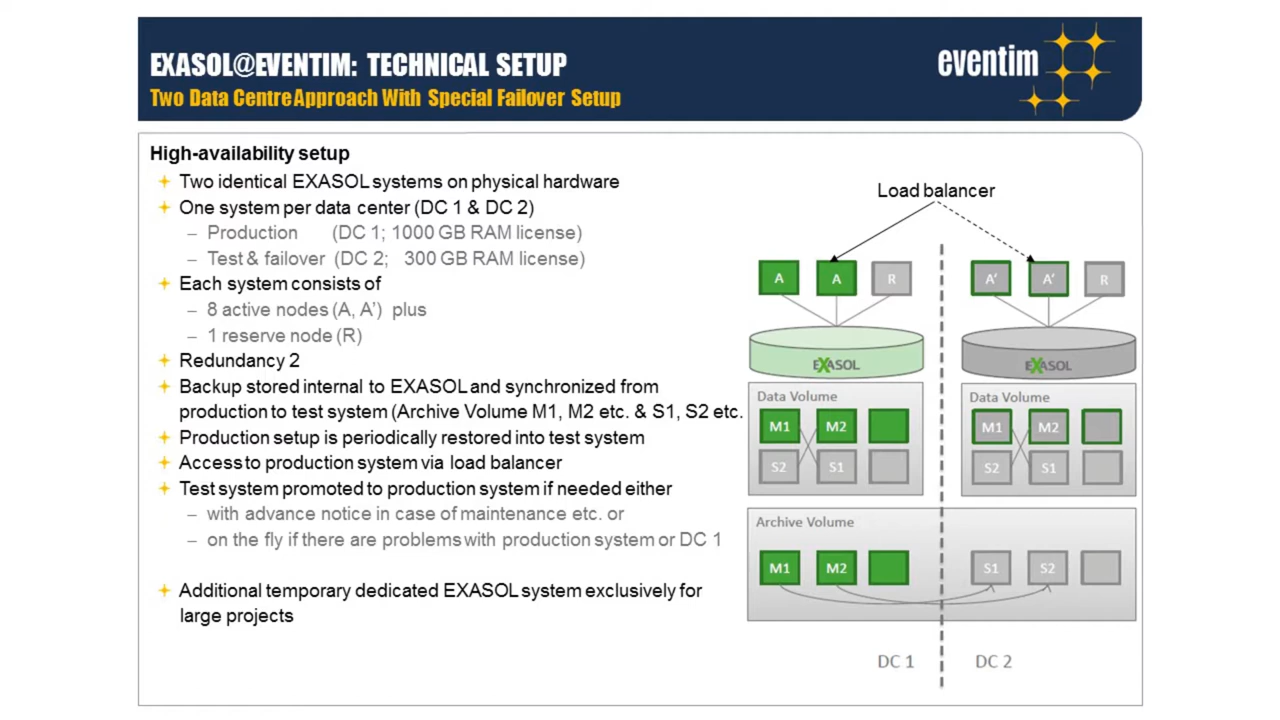 EXASOL@EVENTIM: TECHNICAL SETUP
Two Data Centre Approach With Special Failover Setup
eventim
High-availability setup
Two identical EXASOL systems on physical hardware
One system per data center (DC 1 & DC 2)
– Production (DC 1; 1000 GB RAM license)
– Test & failover (DC 2; 300 GB RAM license)
Each system consists of
– 8 active nodes (A, A’) plus
– 1 reserve node (R)
Redundancy 2
Backup stored internal to EXASOL and synchronized from
production to test system (Archive Volume M1, M2 etc. & S1, S2 etc.
Production setup is periodically restored into test system
Access to production system via load balancer
Test system promoted to production system if needed either
– with advance notice in case of maintenance etc. or
– on the fly if there are problems with production system or DC 1
Additional temporary dedicated EXASOL system exclusively for
large projects
Load balancer
A A R A‘ A‘ R
EXASOL EXASOL
Data Volume Data Volume
M1 M2 M1 M2
S2 S1 S2 S1
Archive Volume
M1 M2 S1 S2
DC 1 DC 2